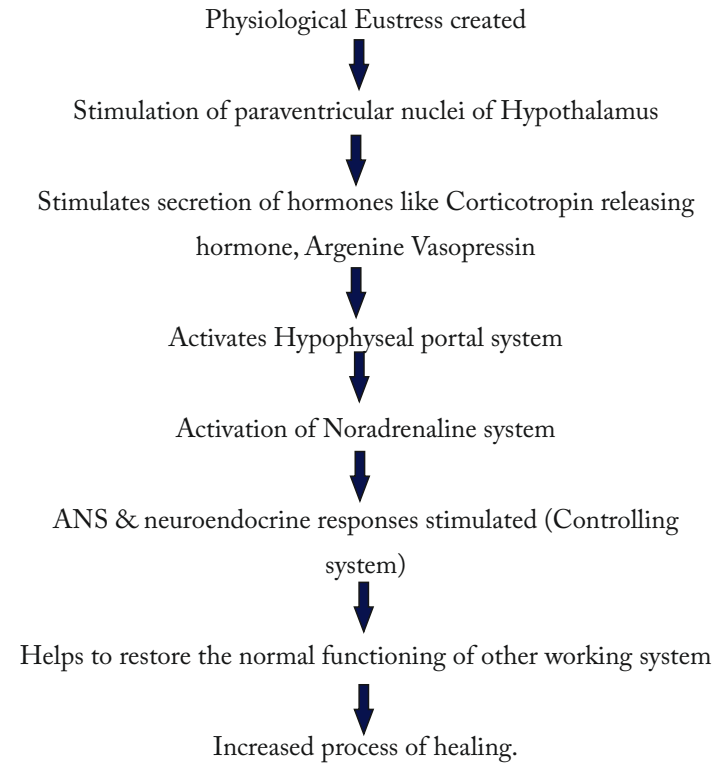 Physiological Eustress created
Stimulation of paraventricular nuclei of Hypothalamus
Stimulates secretion of hormones like Corticotropin releasing
hormone, Argenine Vasopressin
Activates Hypophyseal portal system
Activation of Noradrenaline system
ANS & neuroendocrine responses stimulated (Controlling
system)
Helps to restore the normal functioning of other working system
Increased process of healing.